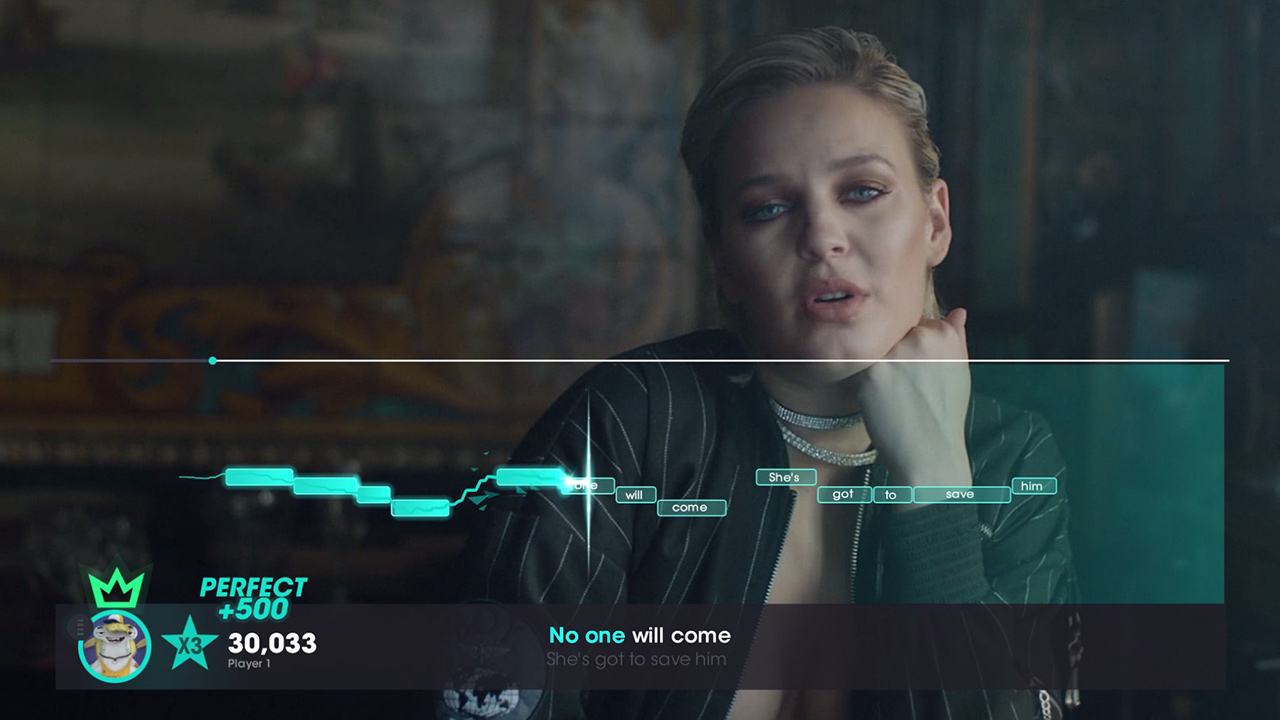 one
will
come
She's
got
to
save
him
PERFECT
+500
X3
30,033
Player 1
No one will come
She's got to save him